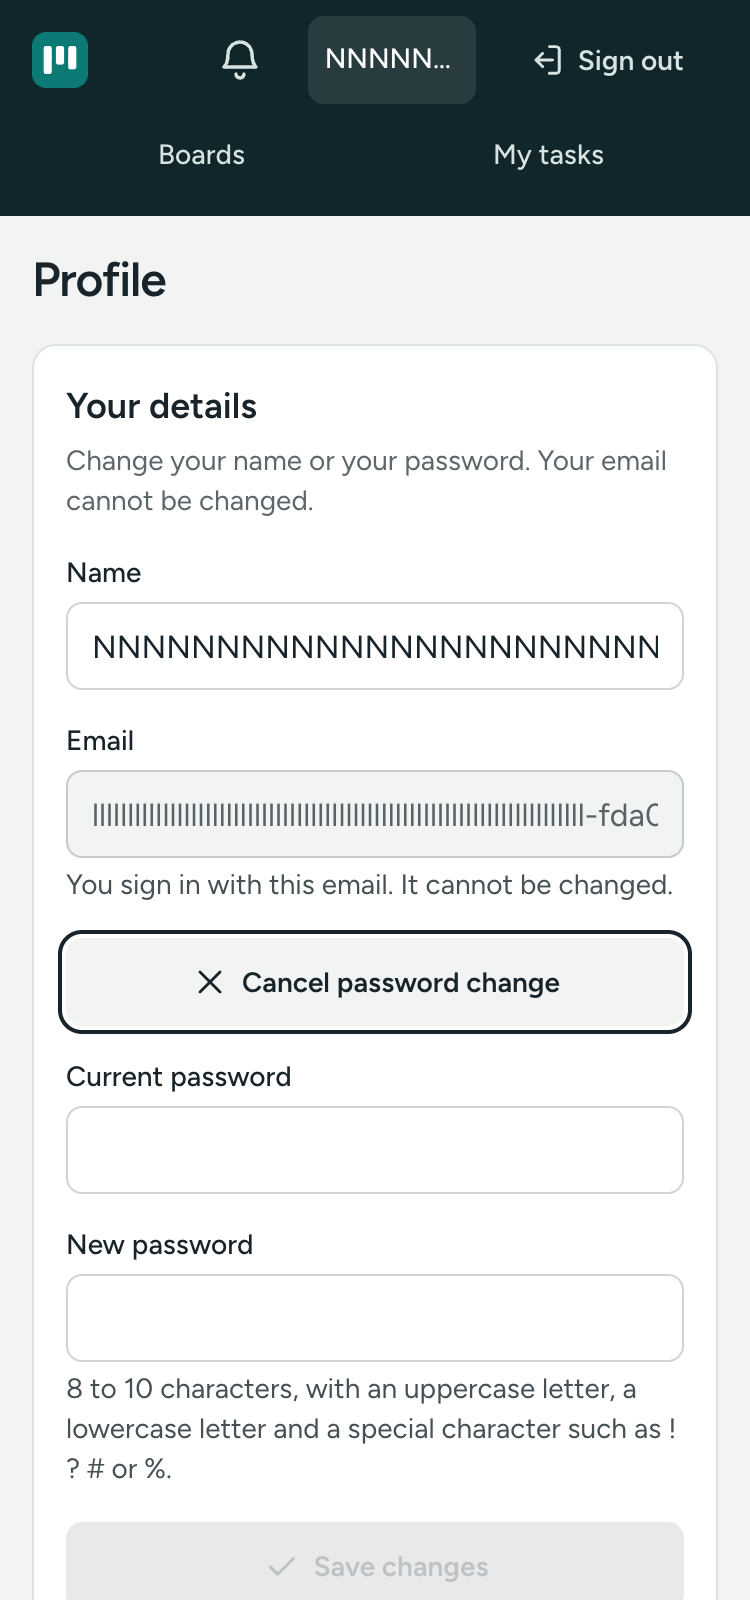 NNNNN...
Sign out
Boards
My tasks
Profile
Your details
Change your name or your password. Your email
cannot be changed.
Name
NNNNNNNNNNNNNNNNNNNNNNN
Email
You sign in with this email. It cannot be changed.
Cancel password change
Current password
New password
8 to 10 characters, with an uppercase letter, a
lowercase letter and a special character such as !
? # or %.
Save changes